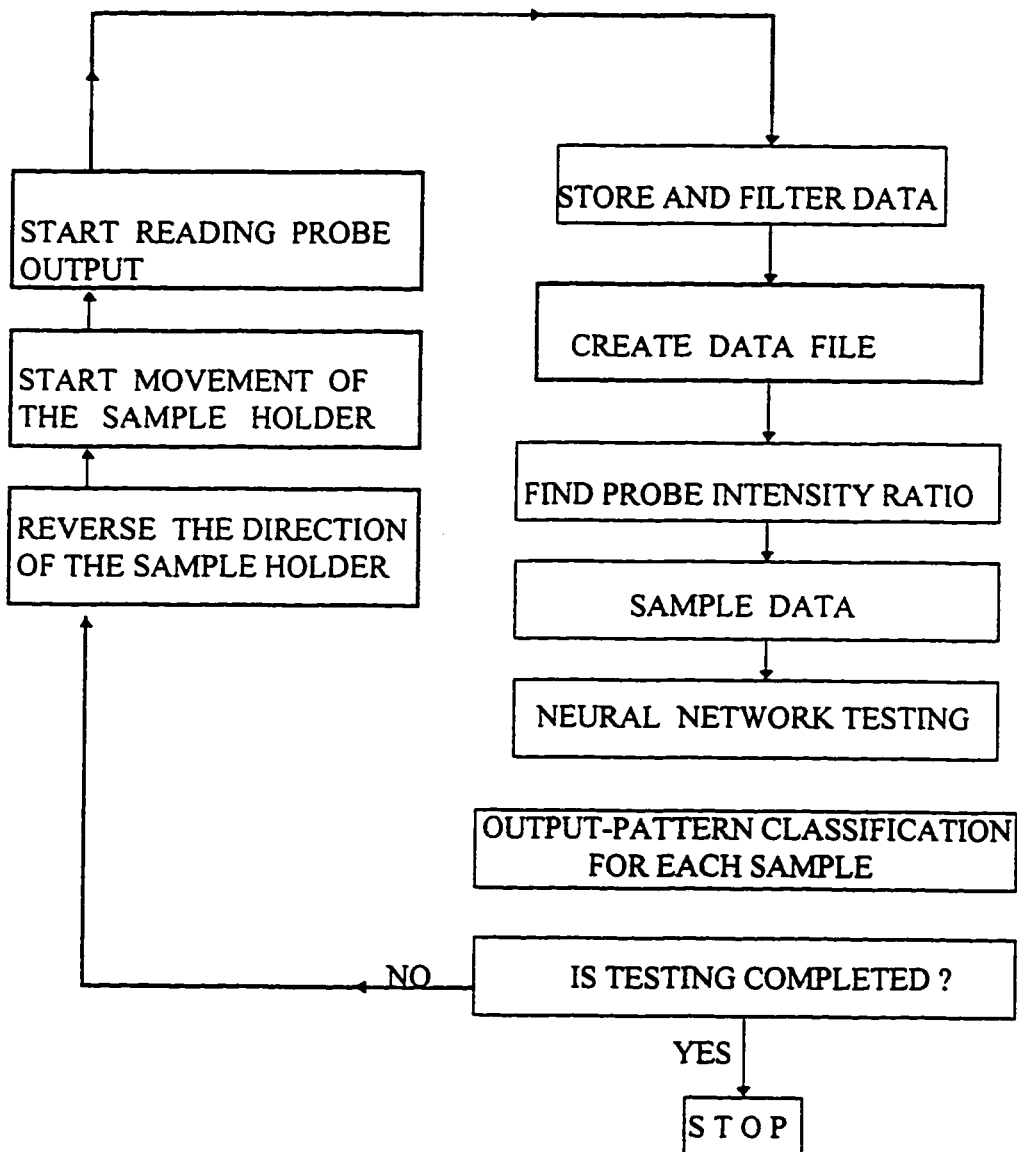 START READING PROBE
OUTPUT
START MOVEMENT OF
THE SAMPLE HOLDER
REVERSE THE DIRECTION
OF THE SAMPLE HOLDER
STORE AND FILTER DATA
CREATE DATA FILE
FIND PROBE INTENSITY RATIO
SAMPLE DATA
NEURAL NETWORK TESTING
OUTPUT-PATTERN CLASSIFICATION
FOR EACH SAMPLE
IS TESTING COMPLETED ?
NO
YES
S T O P